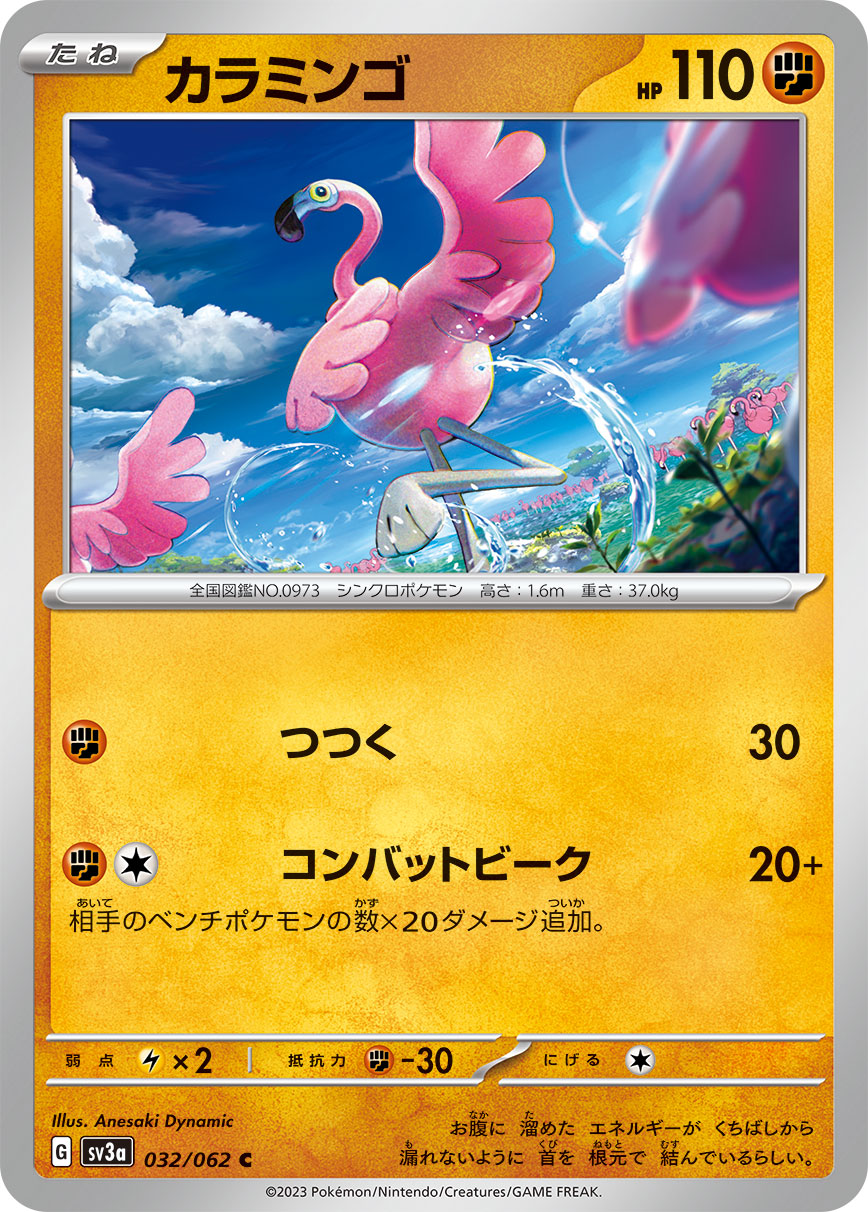 たね カラミンゴ HP 110
全国図鑑NO.0973 シンクロポケモン 高さ:1.6m 重さ:37.0kg
つつく 30
コンバットビーク 20+
相手のベンチポケモンの数×20ダメージ追加。
弱点 ×2 抵抗力 -30 にげる
Illus. Anesaki Dynamic
G sv3a 032/062 C
お腹に 溜めた エネルギーが くちばしから
漏れないように 首を 根元で 結んでいるらしい。
©2023 Pokémon/Nintendo/Creatures/GAME FREAK.